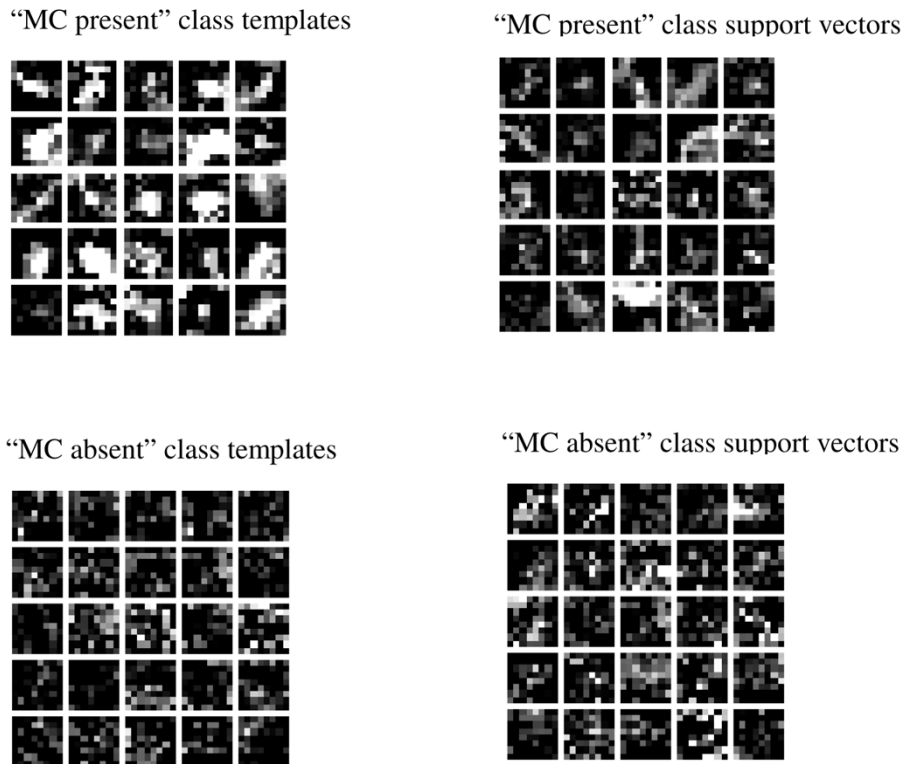 “MC present” class templates
“MC present” class support vectors
“MC absent” class templates
“MC absent” class support vectors